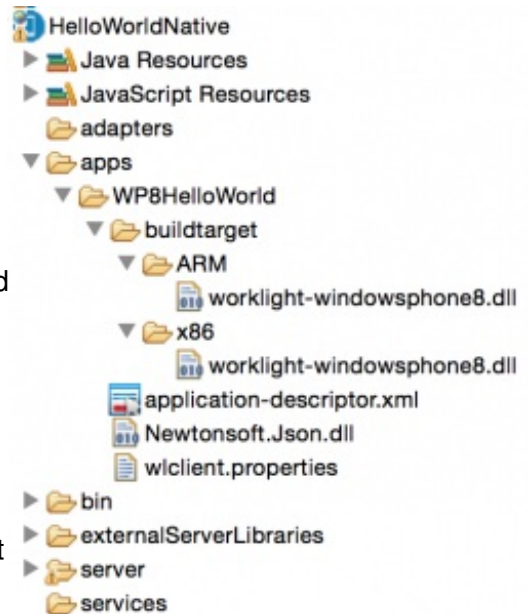 HelloWorldNative
Java Resources
JavaScript Resources
adapters
apps
WP8HelloWorld
buildtarget
ARM
worklight-windowsphone8.dll
x86
worklight-windowsphone8.dll
application-descriptor.xml
Newtonsoft.Json.dll
wlclient.properties
bin
externalServerLibraries
server
services